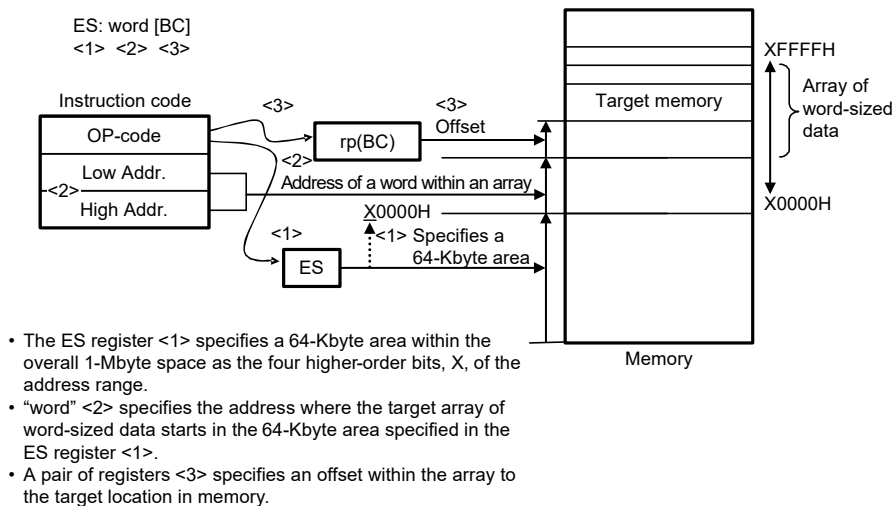 ES: word [BC]
<1> <2> <3>
XFFFFH
Array of
word-sized
data
Instruction code
<3>
<3>
Target memory
OP-code
rp(BC)
Offset
<2>
Low Addr.
<2>
Address of a word within an array
High Addr.
X0000H
X0000H
<1>
<1> Specifies a
64-Kbyte area
ES
Memory
• The ES register <1> specifies a 64-Kbyte area within the
overall 1-Mbyte space as the four higher-order bits, X, of the
address range.
• “word” <2> specifies the address where the target array of
word-sized data starts in the 64-Kbyte area specified in the
ES register <1>.
• A pair of registers <3> specifies an offset within the array to
the target location in memory.